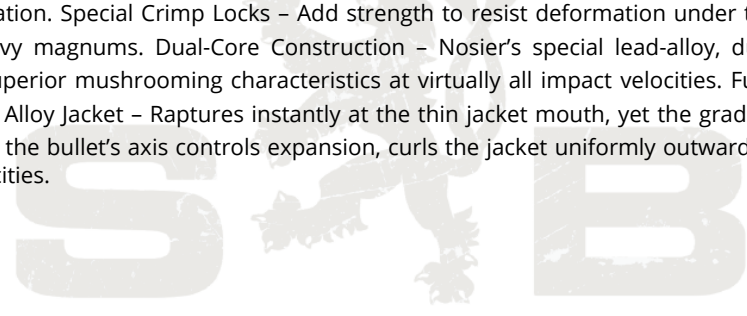 ation. Special Crimp Locks – Add strength to resist deformation under t
vy magnums. Dual-Core Construction – Nosier’s special lead-alloy, du
uperior mushrooming characteristics at virtually all impact velocities. Fu
Alloy Jacket – Raptures instantly at the thin jacket mouth, yet the grad
the bullet’s axis controls expansion, curls the jacket uniformly outward
ities.
S B